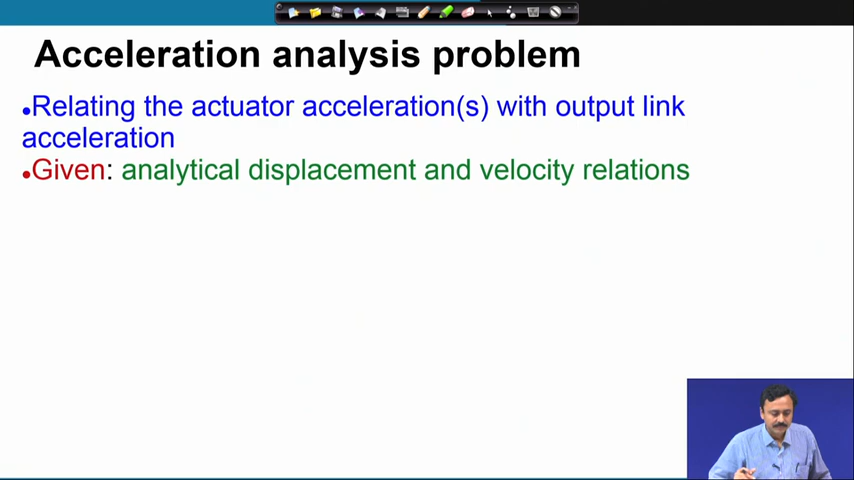 Acceleration analysis problem
•Relating the actuator acceleration(s) with output link
acceleration
•Given: analytical displacement and velocity relations